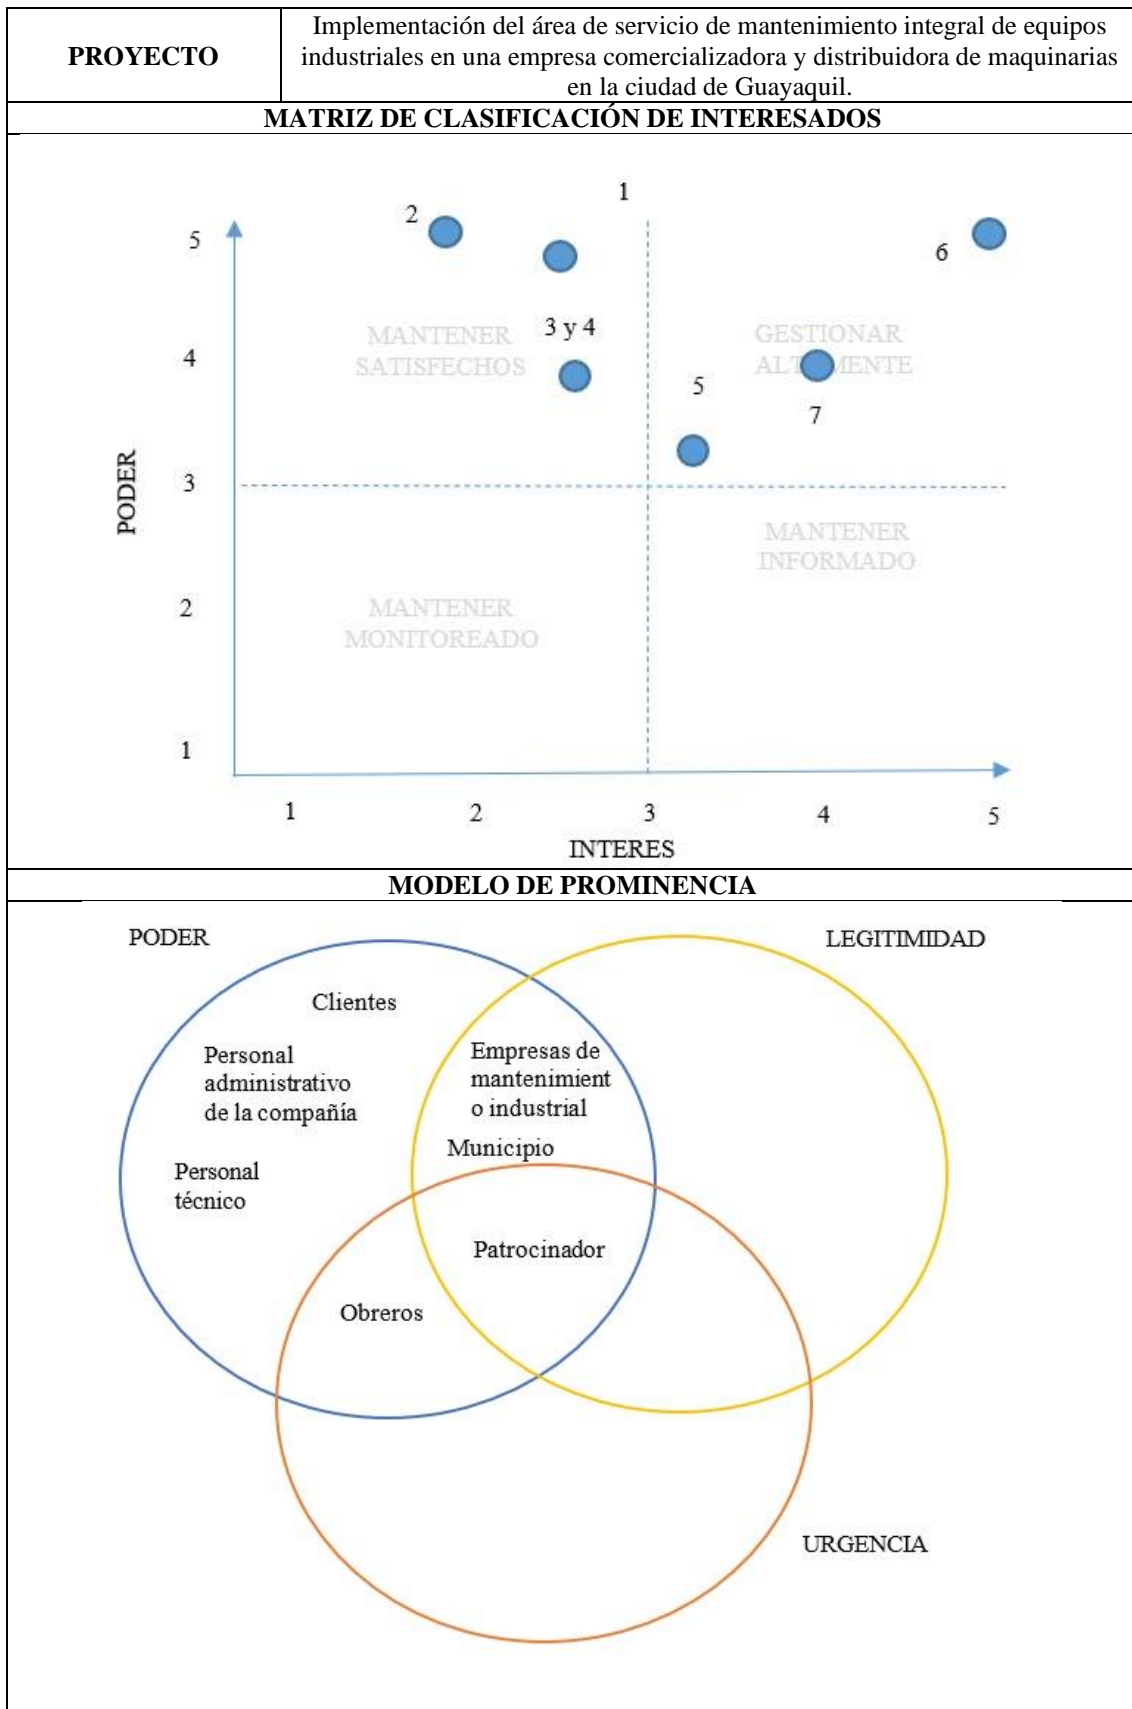 PROYECTO
Implementación del área de servicio de mantenimiento integral de equipos
industriales en una empresa comercializadora y distribuidora de maquinarias
en la ciudad de Guayaquil.
MATRIZ DE CLASIFICACIÓN DE INTERESADOS
1
2
5
6
3 y 4
MANTENER
SATISFECHOS
GESTIONAR
ALTAMENTE
4
5
7
PODER
3
MANTENER
INFORMADO
2
MANTENER
MONITOREADO
1
1
2
3
4
5
INTERES
MODELO DE PROMINENCIA
PODER
LEGITIMIDAD
Clientes
Personal
administrativo
de la compañía
Empresas de
mantenimient
o industrial
Municipio
Personal
técnico
Patrocinador
Obreros
URGENCIA